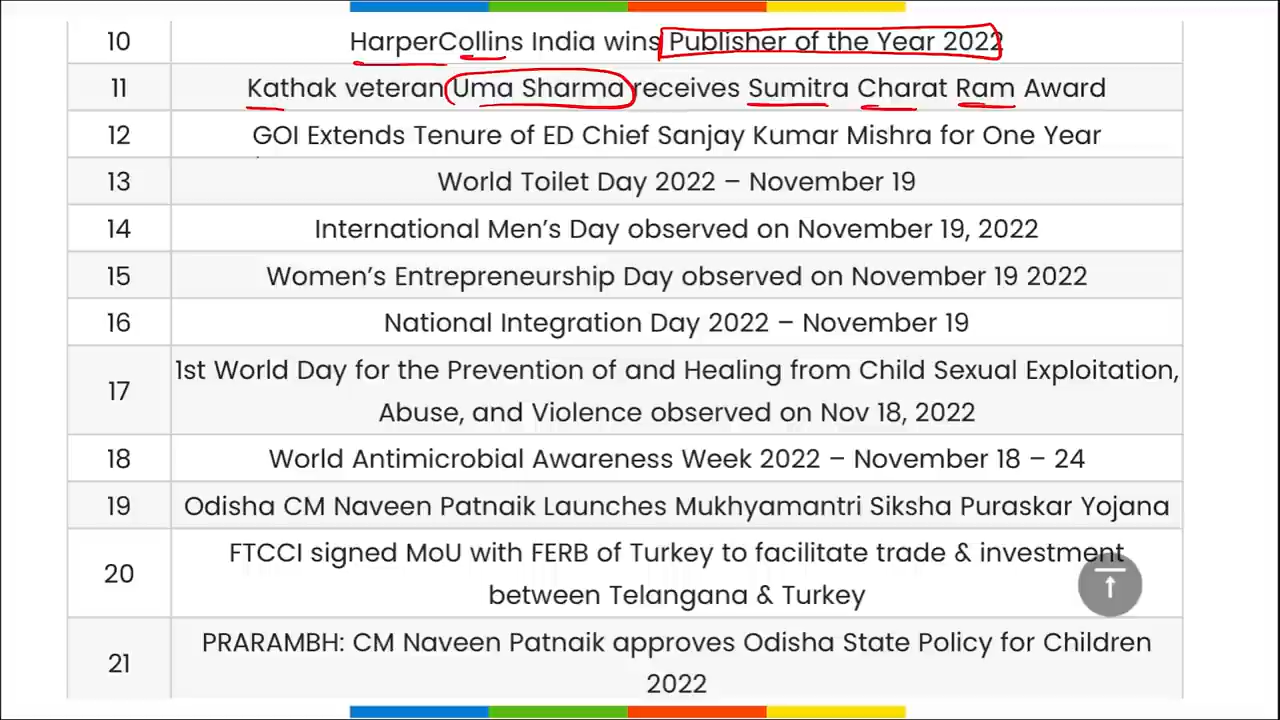 10 HarperCollins India wins Publisher of the Year 2022
11 Kathak veteran Uma Sharma receives Sumitra Charat Ram Award
12 GOI Extends Tenure of ED Chief Sanjay Kumar Mishra for One Year
13 World Toilet Day 2022 – November 19
14 International Men’s Day observed on November 19, 2022
15 Women’s Entrepreneurship Day observed on November 19 2022
16 National Integration Day 2022 – November 19
17 1st World Day for the Prevention of and Healing from Child Sexual Exploitation,
Abuse, and Violence observed on Nov 18, 2022
18 World Antimicrobial Awareness Week 2022 – November 18 – 24
19 Odisha CM Naveen Patnaik Launches Mukhyamantri Siksha Puraskar Yojana
20 FTCCI signed MoU with FERB of Turkey to facilitate trade & investment
between Telangana & Turkey
21 PRARAMBH: CM Naveen Patnaik approves Odisha State Policy for Children
2022